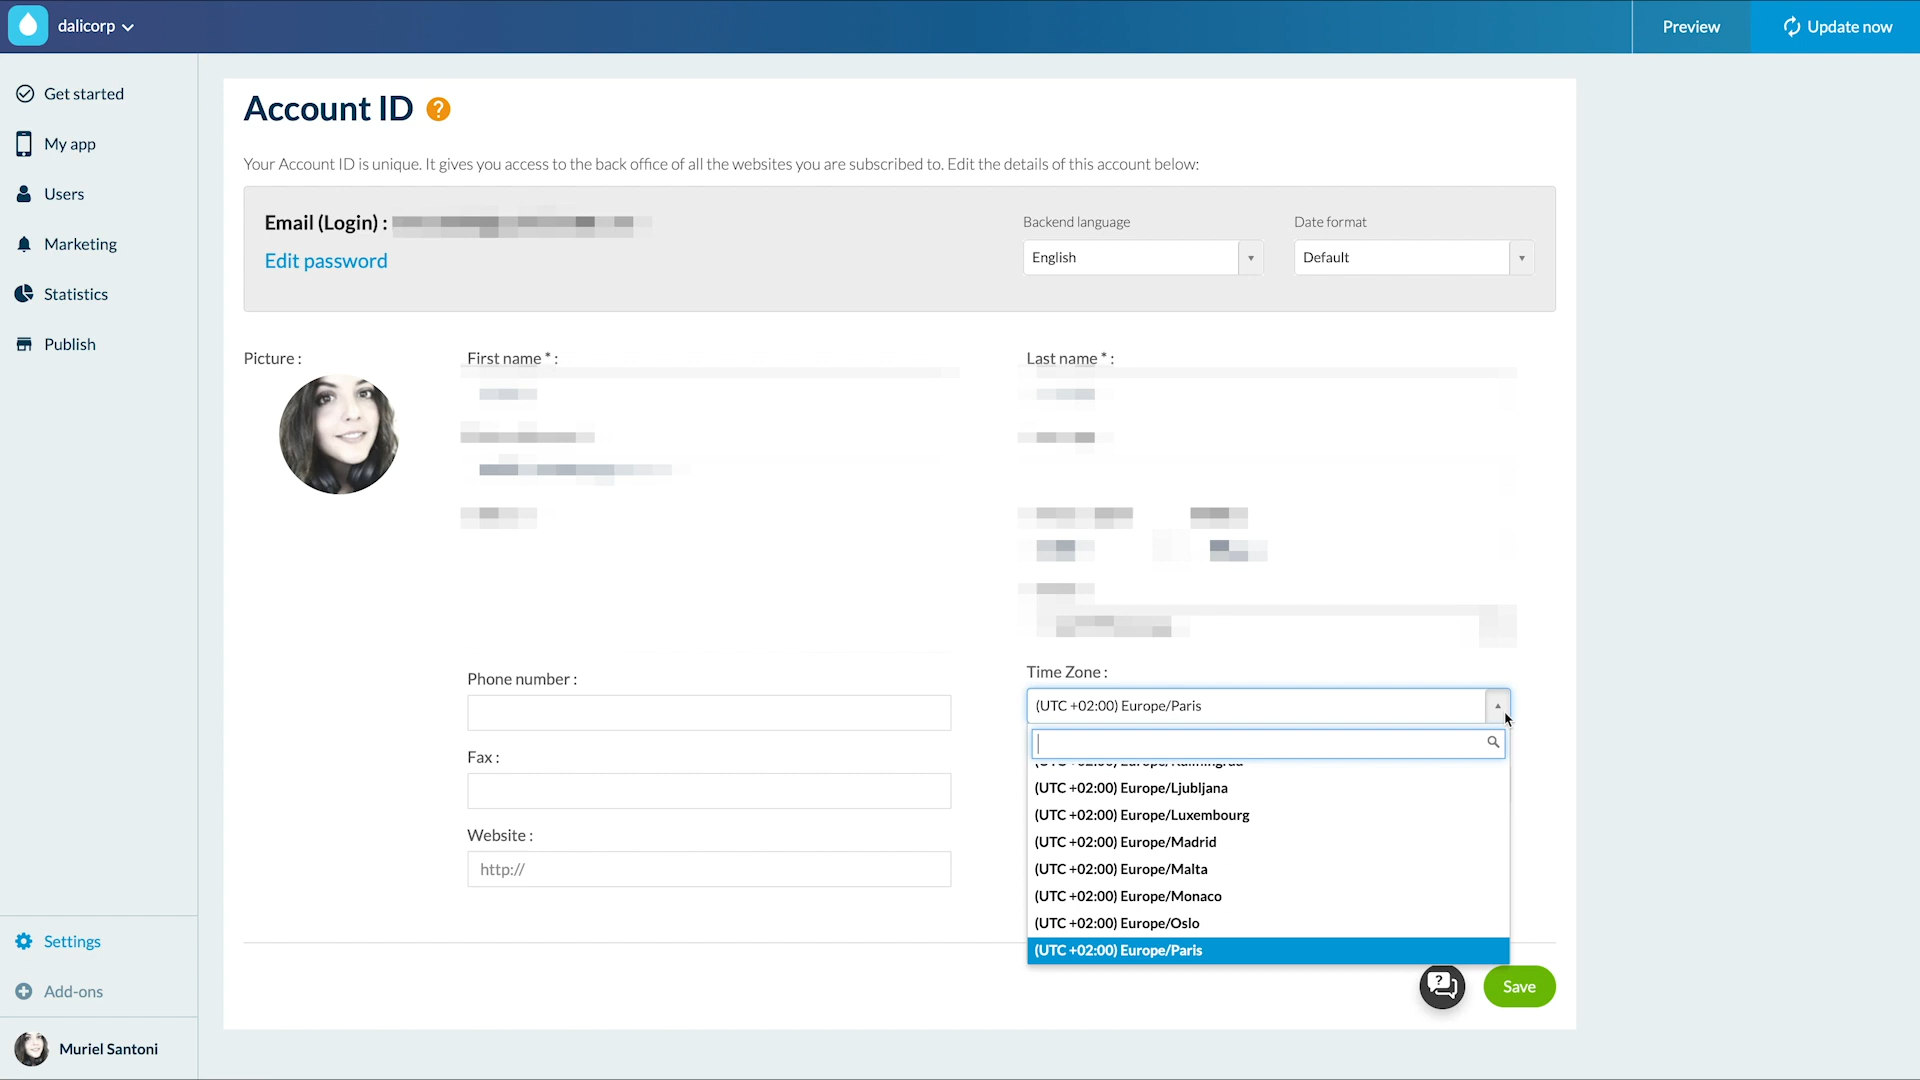 dalicorp
Preview
Update now
Get started
My app
Users
Marketing
Statistics
Publish
Settings
Add-ons
Muriel Santoni
Account ID ?
Your Account ID is unique. It gives you access to the back office of all the websites you are subscribed to. Edit the details of this account below:
Email (Login) :
Edit password
Backend language
English
Date format
Default
Picture :
First name * :
Last name * :
Phone number :
Fax :
Website :
http://
Time Zone :
(UTC +02:00) Europe/Paris
(UTC +02:00) Europe/Ljubljana
(UTC +02:00) Europe/Luxembourg
(UTC +02:00) Europe/Madrid
(UTC +02:00) Europe/Malta
(UTC +02:00) Europe/Monaco
(UTC +02:00) Europe/Oslo
(UTC +02:00) Europe/Paris
?
Save